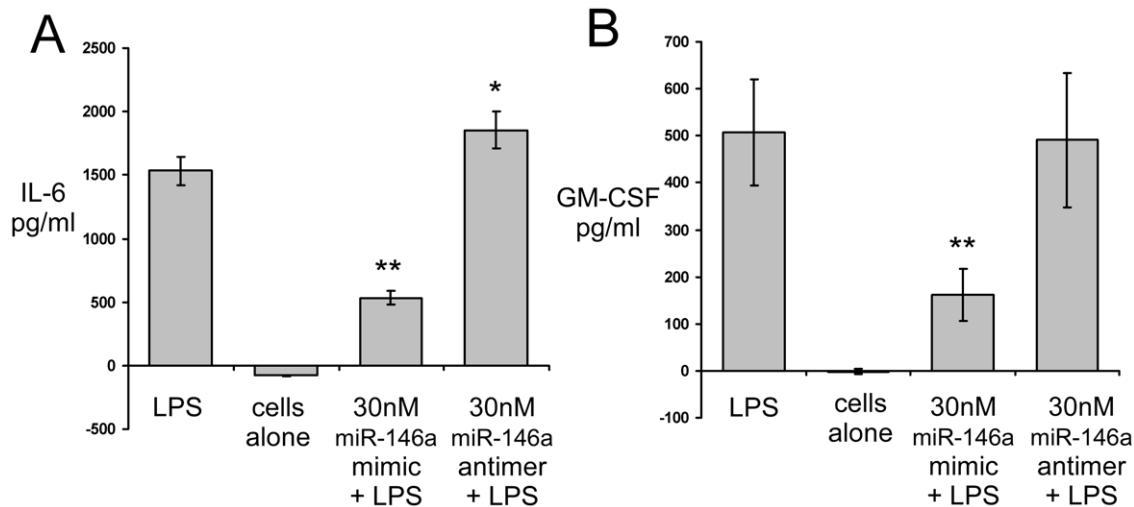 A
2500
2000
1500
1000
500
0
-500
IL-6
pg/ml
*
**
LPS
cells
alone
30nM
miR-146a
mimic
+ LPS
30nM
miR-146a
antimer
+ LPS
B
700
600
500
400
300
200
100
0
-100
GM-CSF
pg/ml
**
LPS
cells
alone
30nM
miR-146a
mimic
+ LPS
30nM
miR-146a
antimer
+ LPS